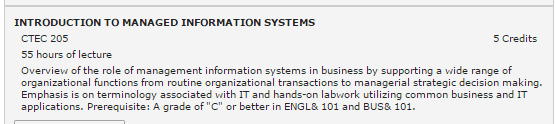 INTRODUCTION TO MANAGED INFORMATION SYSTEMS
CTEC 205 5 Credits
55 hours of lecture
Overview of the role of management information systems in business by supporting a wide range of
organizational functions from routine organizational transactions to managerial strategic decision making.
Emphasis is on terminology associated with IT and hands-on labwork utilizing common business and IT
applications. Prerequisite: A grade of "C" or better in ENGL& 101 and BUS& 101.